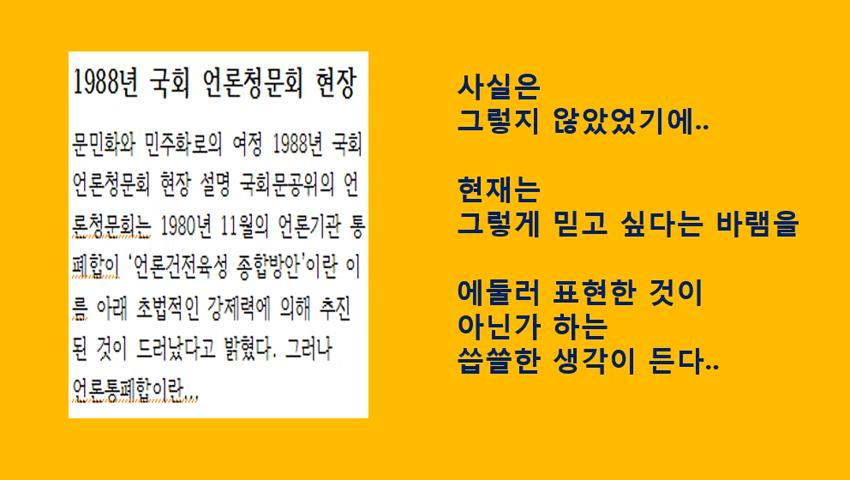 1988년 국회 언론청문회 현장
문민화와 민주화로의 여정 1988년 국회
언론청문회 현장 설명 국회문공위의 언
론청문회는 1980년 11월의 언론기관 통
폐합이 ‘언론건전육성 종합방안’이란 이
름 아래 초법적인 강제력에 의해 추진
된 것이 드러났다고 밝혔다. 그러나
언론통폐합이란...
사실은
그렇지 않았었기에..
현재는
그렇게 믿고 싶다는 바램을
에둘러 표현한 것이
아닌가 하는
씁쓸한 생각이 든다..